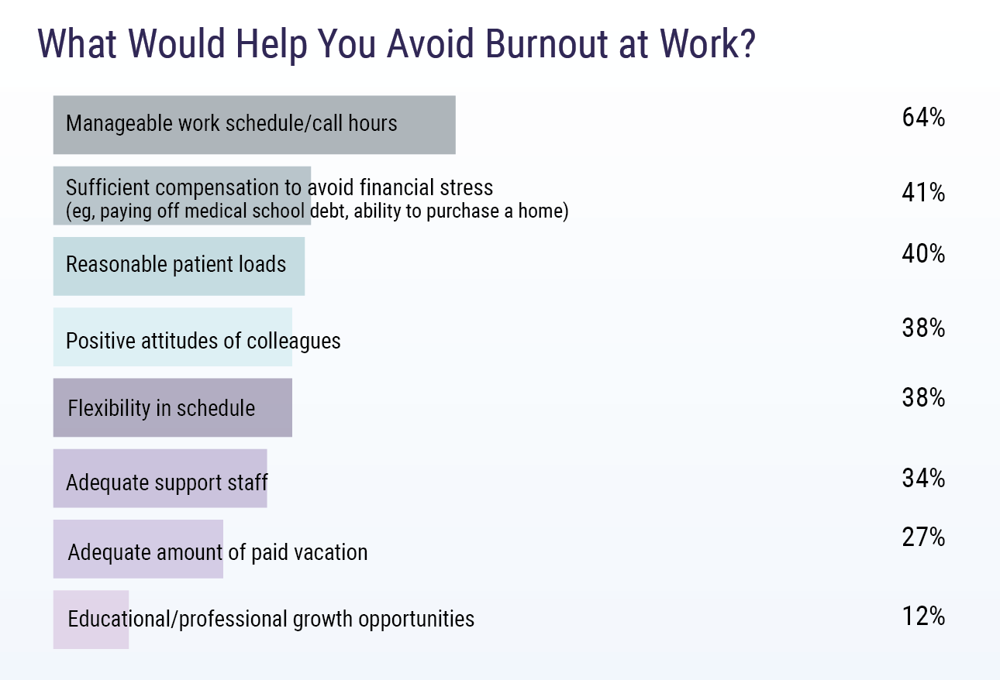 What Would Help You Avoid Burnout at Work?
Manageable work schedule/call hours 64%
Sufficient compensation to avoid financial stress 41%
(eg, paying off medical school debt, ability to purchase a home)
Reasonable patient loads 40%
Positive attitudes of colleagues 38%
Flexibility in schedule 38%
Adequate support staff 34%
Adequate amount of paid vacation 27%
Educational/professional growth opportunities 12%